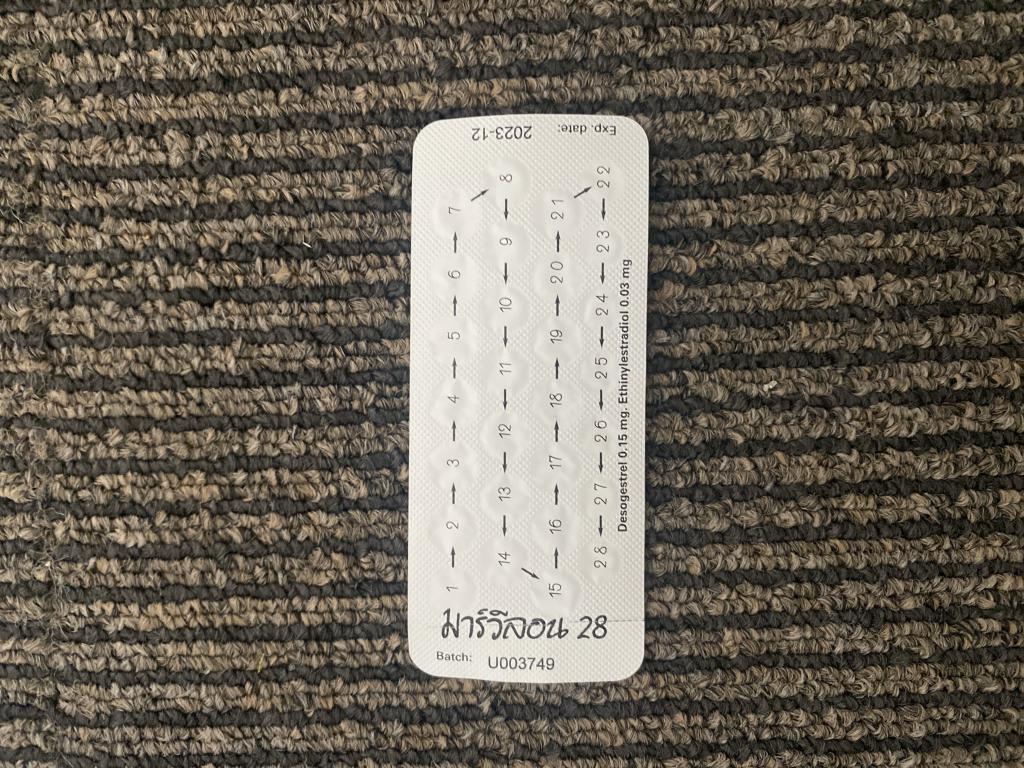 มาร์วีลอน 28
Batch: U003749
1 → 2 → 3 → 4 → 5 → 6 → 7 →
8 → 9 → 10 → 11 → 12 → 13 → 14 →
15 → 16 → 17 → 18 → 19 → 20 → 21 →
22 → 23 → 24 → 25 → 26 → 27 → 28
Desogestrel 0.15 mg. Ethinylestradiol 0.03 mg
Exp. date: 2023-12